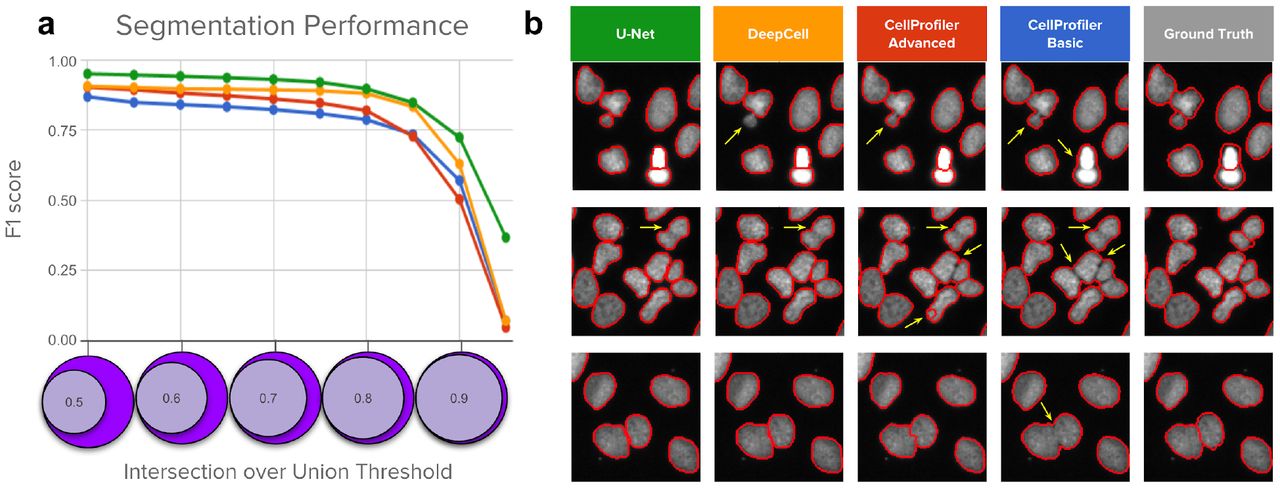 a
Segmentation Performance
F1 score
1.00
0.75
0.50
0.25
0.00
0.5
0.6
0.7
0.8
0.9
Intersection over Union Threshold
b
U-Net
DeepCell
CellProfiler
Advanced
CellProfiler
Basic
Ground Truth